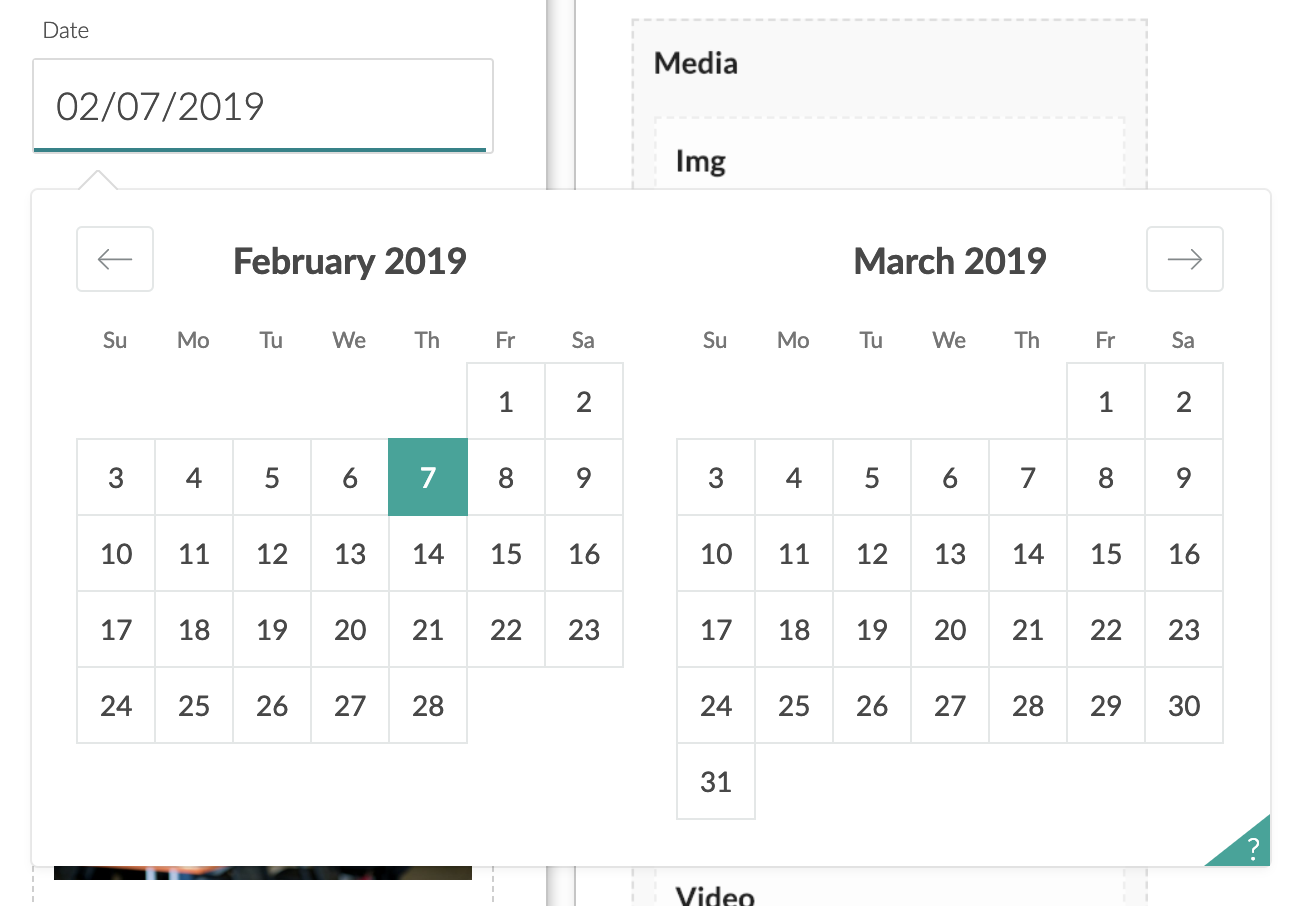 Date
02/07/2019
Media
Img
February 2019
Su Mo Tu We Th Fr Sa
1 2
3 4 5 6 7 8 9
10 11 12 13 14 15 16
17 18 19 20 21 22 23
24 25 26 27 28
March 2019
Su Mo Tu We Th Fr Sa
1 2
3 4 5 6 7 8 9
10 11 12 13 14 15 16
17 18 19 20 21 22 23
24 25 26 27 28 29 30
31
?
Video